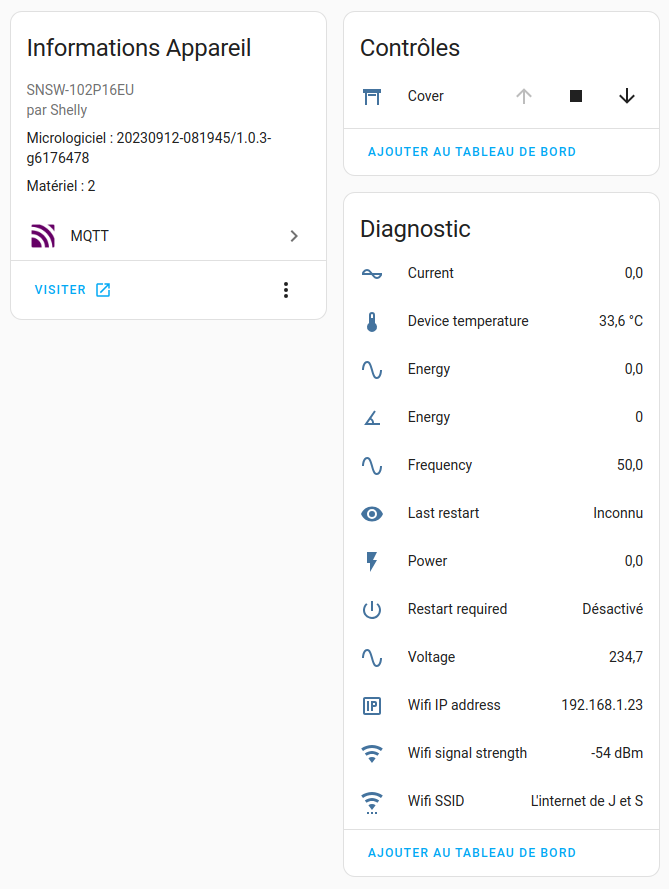 Informations Appareil
SNSW-102P16EU
par Shelly
Micrologiciel : 20230912-081945/1.0.3-
g6176478
Matériel : 2
MQTT
VISITER
Contrôles
Cover
AJOUTER AU TABLEAU DE BORD
Diagnostic
Current 0,0
Device temperature 33,6 °C
Energy 0,0
Energy 0
Frequency 50,0
Last restart Inconnu
Power 0,0
Restart required Désactivé
Voltage 234,7
IP Wifi IP address 192.168.1.23
Wifi signal strength -54 dBm
Wifi SSID L'internet de J et S
AJOUTER AU TABLEAU DE BORD